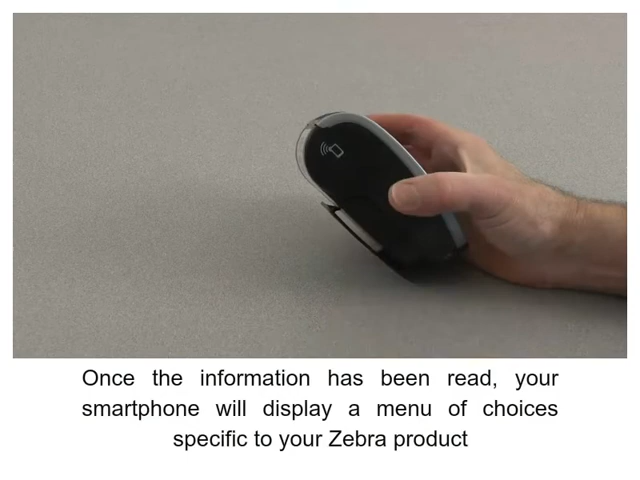 Once the information has been read, your
smartphone will display a menu of choices
specific to your Zebra product